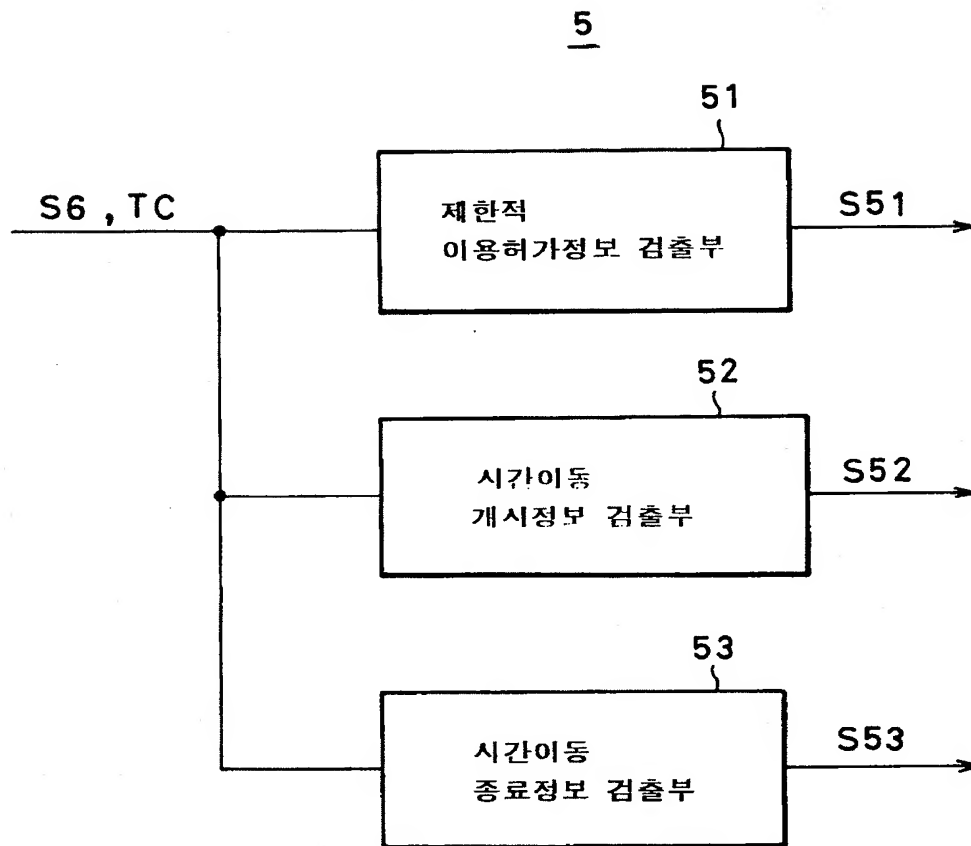 5
51
S6 , TC
제한적
이용허가정보 검출부
S51
52
시간이동
개시정보 검출부
S52
53
시간이동
종료정보 검출부
S53